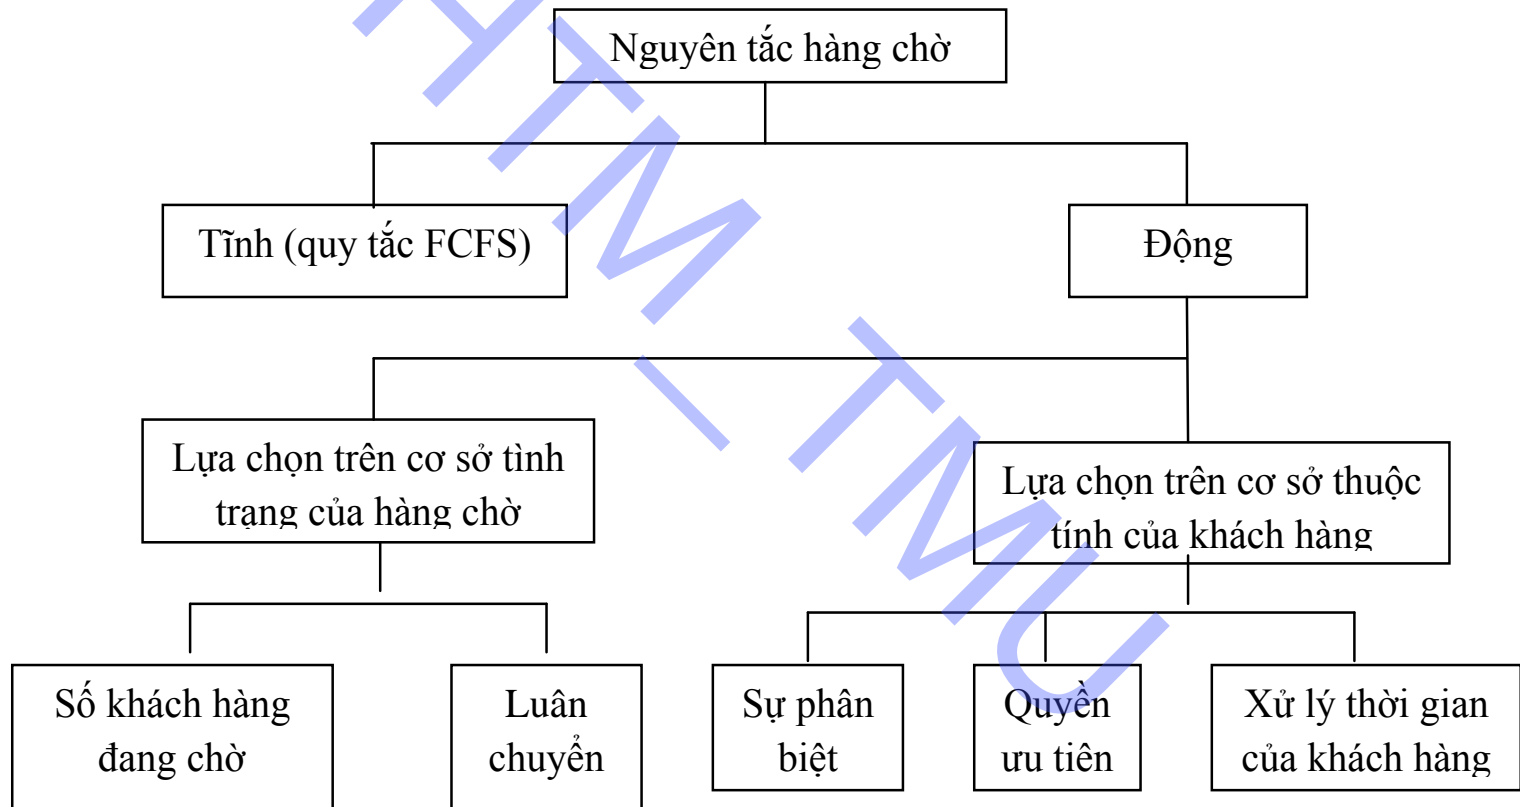 Nguyên tắc hàng chờ
Tĩnh (quy tắc FCFS)
Động
Lựa chọn trên cơ sở tình
trạng của hàng chờ
Lựa chọn trên cơ sở thuộc
tính của khách hàng
Số khách hàng
đang chờ
Luân
chuyển
Sự phân
biệt
Quyền
ưu tiên
Xử lý thời gian
của khách hàng
HTM_TMU